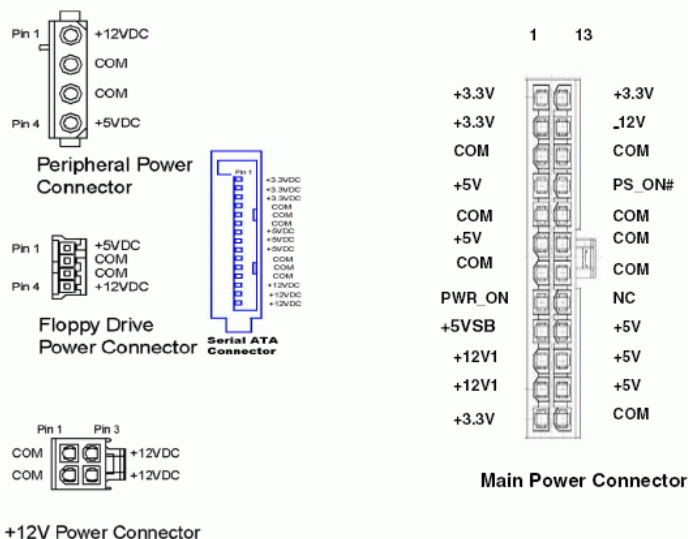 Pin 1 +12VDC
COM
COM
Pin 4 +5VDC
Peripheral Power
Connector
Pin 1 +5VDC
COM
COM
Pin 4 +12VDC
Floppy Drive
Power Connector
Pin 1
+3.3VDC
+3.3VDC
+3.3VDC
COM
COM
COM
+5VDC
+5VDC
+5VDC
COM
COM
COM
+12VDC
+12VDC
+12VDC
Serial ATA
Connector
Pin 1 Pin 3
COM +12VDC
COM +12VDC
+12V Power Connector
1 13
+3.3V +3.3V
+3.3V -12V
COM COM
+5V PS_ON#
COM COM
+5V COM
COM COM
PWR_ON NC
+5VSB +5V
+12V1 +5V
+12V1 +5V
+3.3V COM
Main Power Connector